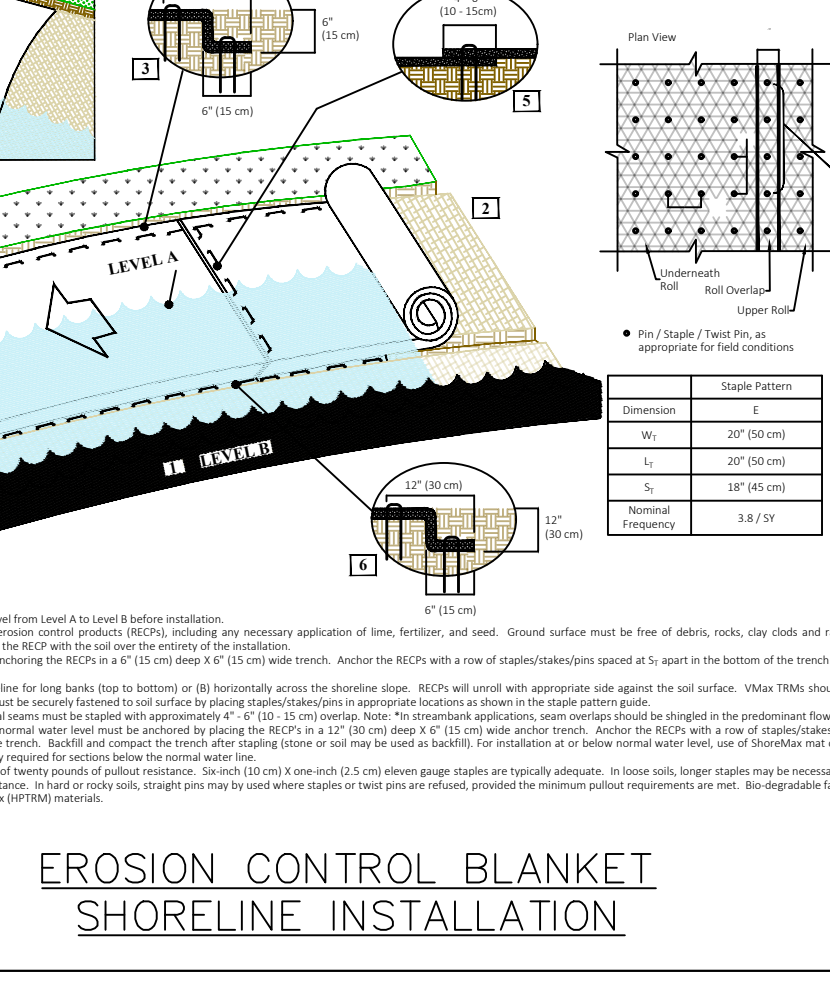 (10 - 15cm)
6"
(15 cm)
3
6" (15 cm)
5
Plan View
2
LEVEL A
Underneath
Roll
Roll Overlap
Upper Roll
Pin / Staple / Twist Pin, as
appropriate for field conditions
Staple Pattern
Dimension E
WT 20" (50 cm)
LT 20" (50 cm)
ST 18" (45 cm)
Nominal
Frequency 3.8 / SY
1 LEVEL B
12" (30 cm)
12"
(30 cm)
6
6" (15 cm)
from Level A to Level B before installation.
erosion control products (RECPs), including any necessary application of lime, fertilizer, and seed. Ground surface must be free of debris, rocks, clay clods and
the RECP with the soil over the entirety of the installation.
the RECPs in a 6" (15 cm) deep X 6" (15 cm) wide trench. Anchor the RECPs with a row of staples/stakes/pins spaced at ST apart in the bottom of the trench
line for long banks (top to bottom) or (B) horizontally across the shoreline slope. RECPs will unroll with appropriate side against the soil surface. VMax TRMs
be securely fastened to soil surface by placing staples/stakes/pins in appropriate locations as shown in the staple pattern guide.
seams must be stapled with approximately 4" - 6" (10 - 15 cm) overlap. Note: *In streambank applications, seam overlaps should be shingled in the predominant flow
normal water level must be anchored by placing the RECP's in a 12" (30 cm) deep X 6" (15 cm) wide anchor trench. Anchor the RECPs with a row of
trench. Backfill and compact the trench after stapling (stone or soil may be used as backfill). For installation at or below normal water level, use of ShoreMax mat
required for sections below the normal water line.
of twenty pounds of pullout resistance. Six-inch (10 cm) X one-inch (2.5 cm) eleven gauge staples are typically adequate. In loose soils, longer staples may be
In hard or rocky soils, straight pins may be used where staples or twist pins are refused, provided the minimum pullout requirements are met. Bio-degradable
(HPTRM) materials.
EROSION CONTROL BLANKET
SHORELINE INSTALLATION